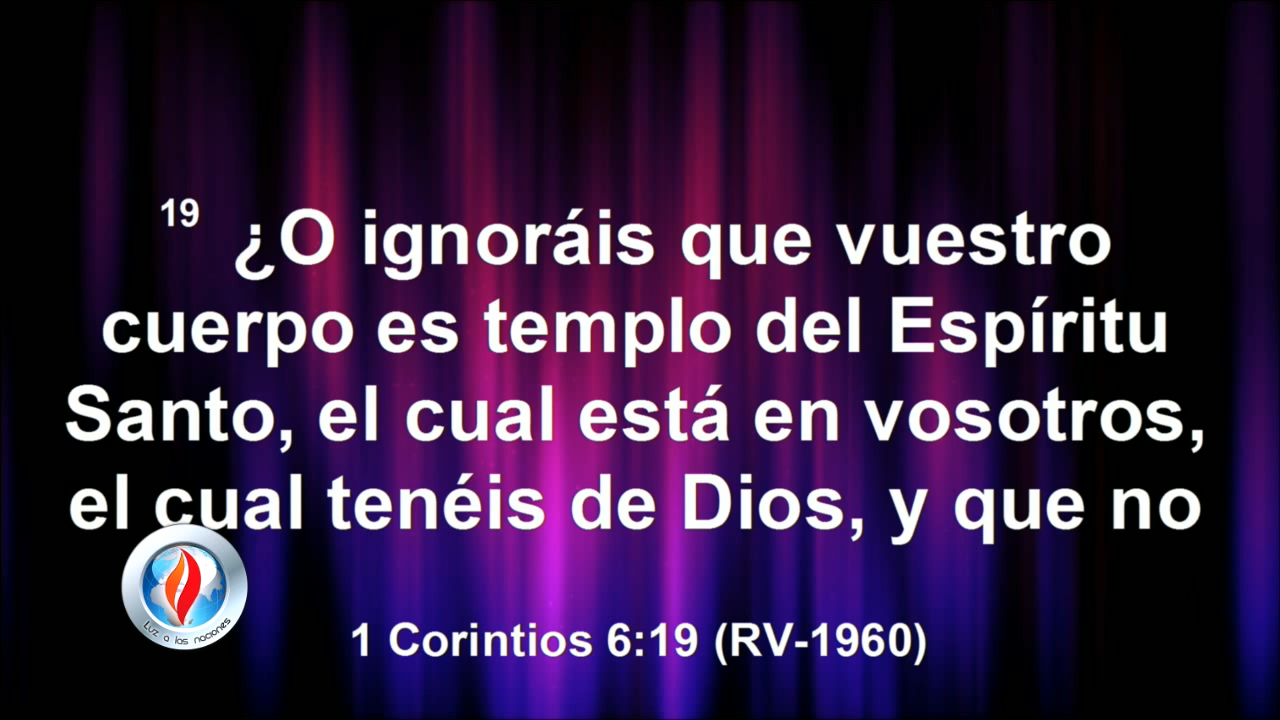 19 ¿O ignoráis que vuestro
cuerpo es templo del Espíritu
Santo, el cual está en vosotros,
el cual tenéis de Dios, y que no
Luz a las naciones
1 Corintios 6:19 (RV-1960)